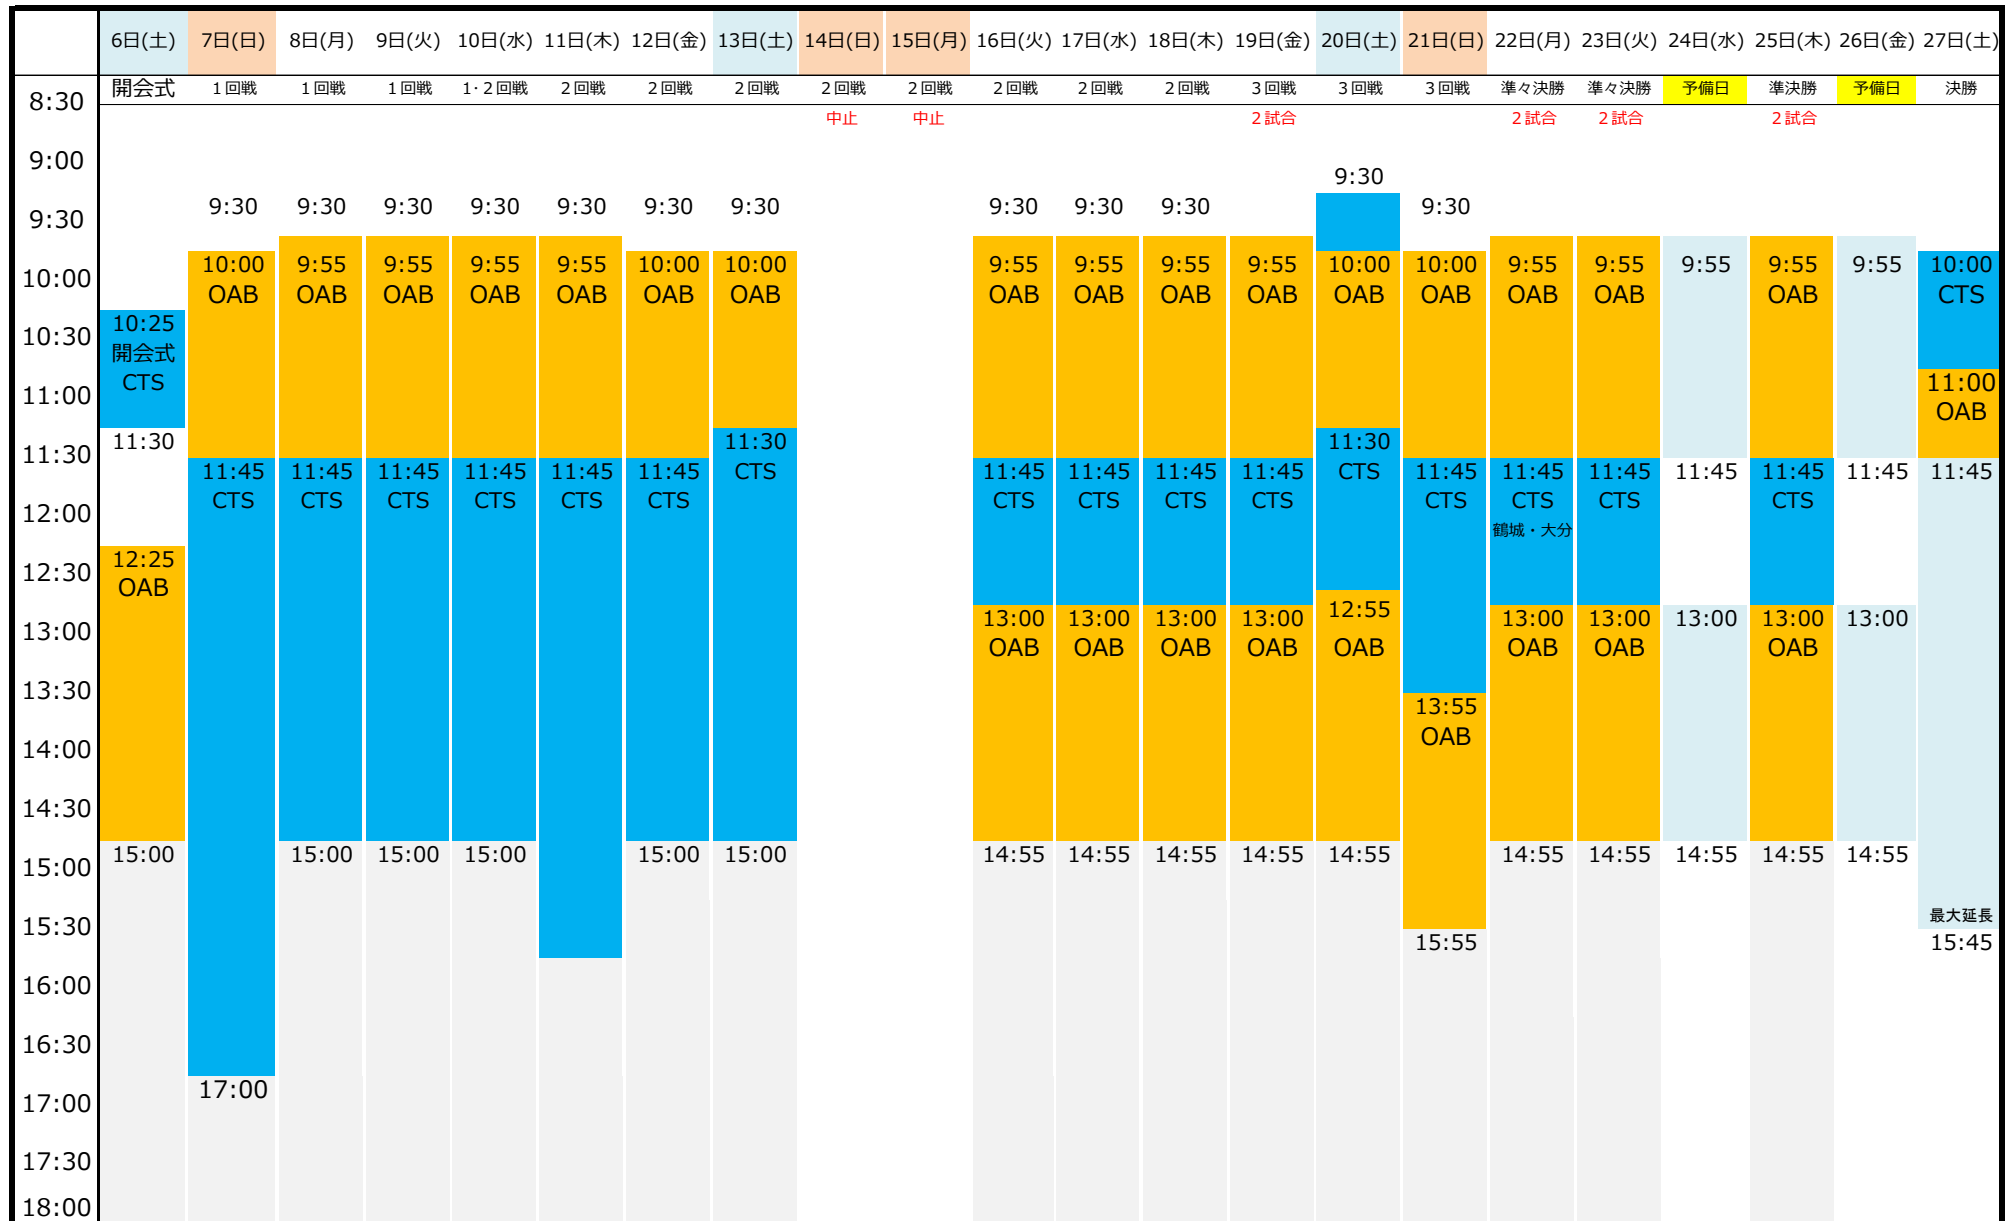 6日(土) 7日(日) 8日(月) 9日(火) 10日(水) 11日(木) 12日(金) 13日(土) 14日(日) 15日(月) 16日(火) 17日(水) 18日(木) 19日(金) 20日(土) 21日(日) 22日(月) 23日(火) 24日(水) 25日(木) 26日(金) 27日(土)
開会式 1回戦 1回戦 1回戦 1・2回戦 2回戦 2回戦 2回戦 2回戦 2回戦 2回戦 2回戦 2回戦 3回戦 3回戦 3回戦 準々決勝 準々決勝 予備日 準決勝 予備日 決勝
8:30
中止 中止 2試合 2試合 2試合 2試合
9:00
9:30
9:30 9:30 9:30 9:30 9:30 9:30 9:30 9:30 9:30 9:30 9:30
9:30
10:00 9:55 9:55 9:55 9:55 10:00 10:00 9:55 9:55 9:55 9:55 10:00 10:00 9:55 9:55 9:55 9:55 9:55 10:00
10:00
OAB OAB OAB OAB OAB OAB OAB OAB OAB OAB OAB OAB OAB OAB OAB OAB CTS
10:25
10:30
開会式
CTS 11:00
11:00
OAB
11:30 11:30 11:30
11:30
11:45 11:45 11:45 11:45 11:45 11:45 CTS 11:45 11:45 11:45 11:45 CTS 11:45 11:45 11:45 11:45 11:45 11:45 11:45
CTS CTS CTS CTS CTS CTS CTS CTS CTS CTS CTS CTS CTS CTS
12:00
鶴城・大分
12:25
12:30
OAB
12:55
13:00 13:00 13:00 13:00 13:00 13:00 13:00 13:00 13:00
13:00
OAB OAB OAB OAB OAB OAB OAB OAB
13:30
13:55
OAB
14:00
14:30
15:00 15:00 15:00 15:00 15:00 15:00 14:55 14:55 14:55 14:55 14:55 14:55 14:55 14:55 14:55 14:55
15:00
最大延長
15:30
15:55 15:45
16:00
16:30
17:00
17:00
17:30
18:00